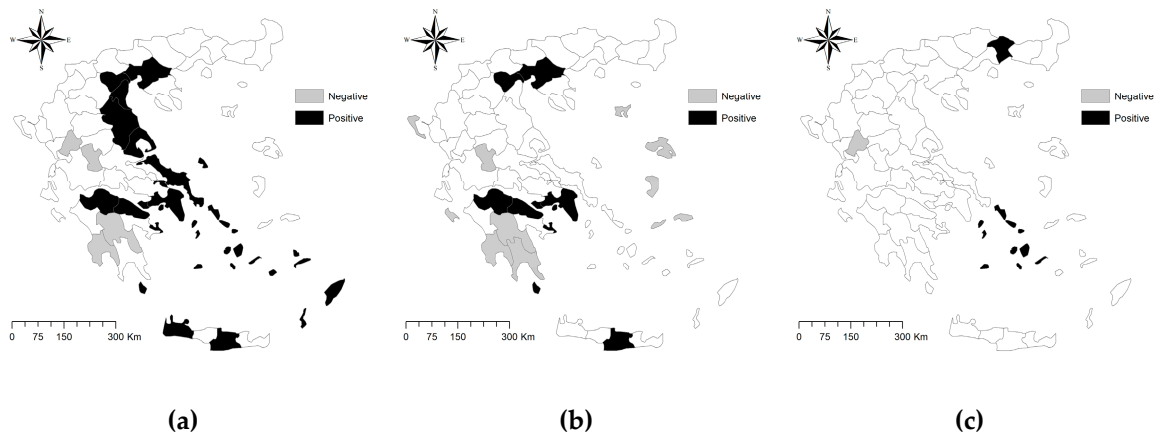 N
W E
S
Negative
Positive
0 75 150 300 Km
(a)
N
W E
S
Negative
Positive
0 75 150 300 Km
(b)
N
W E
S
Negative
Positive
0 75 150 300 Km
(c)